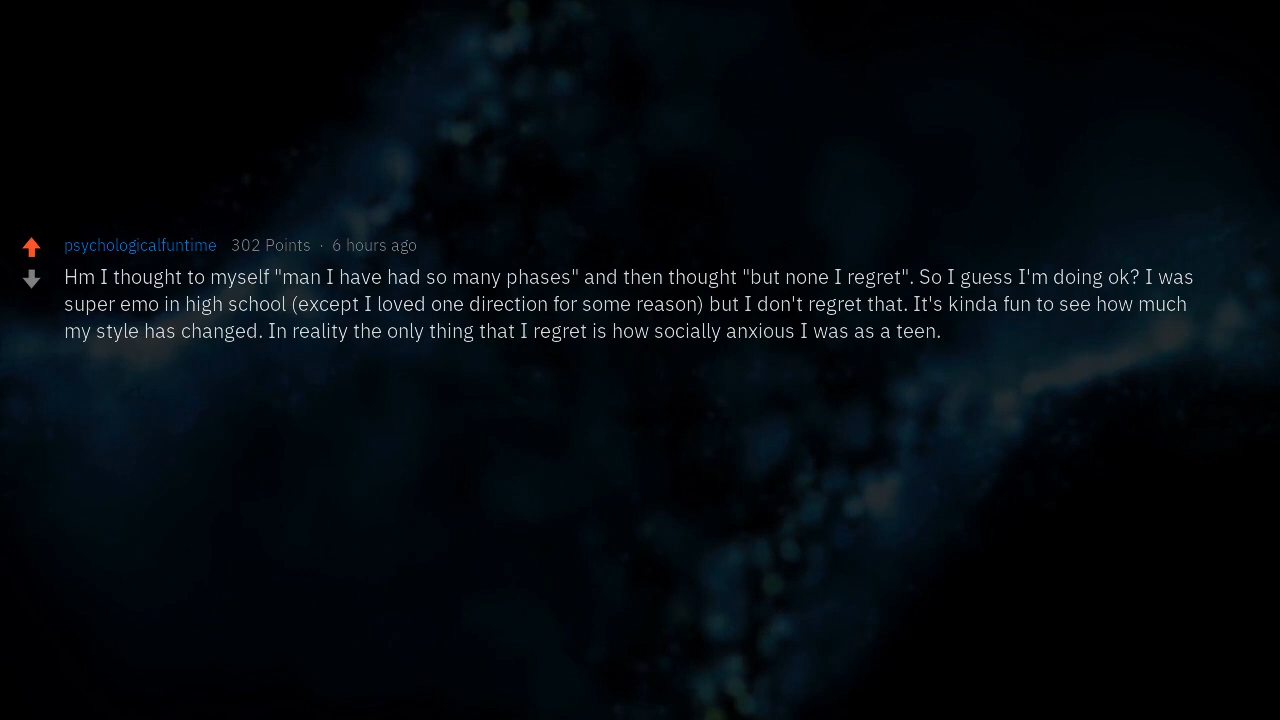 psychologicalfuntime 302 Points · 6 hours ago
Hm I thought to myself "man I have had so many phases" and then thought "but none I regret". So I guess I'm doing ok? I was
super emo in high school (except I loved one direction for some reason) but I don't regret that. It's kinda fun to see how much
my style has changed. In reality the only thing that I regret is how socially anxious I was as a teen.